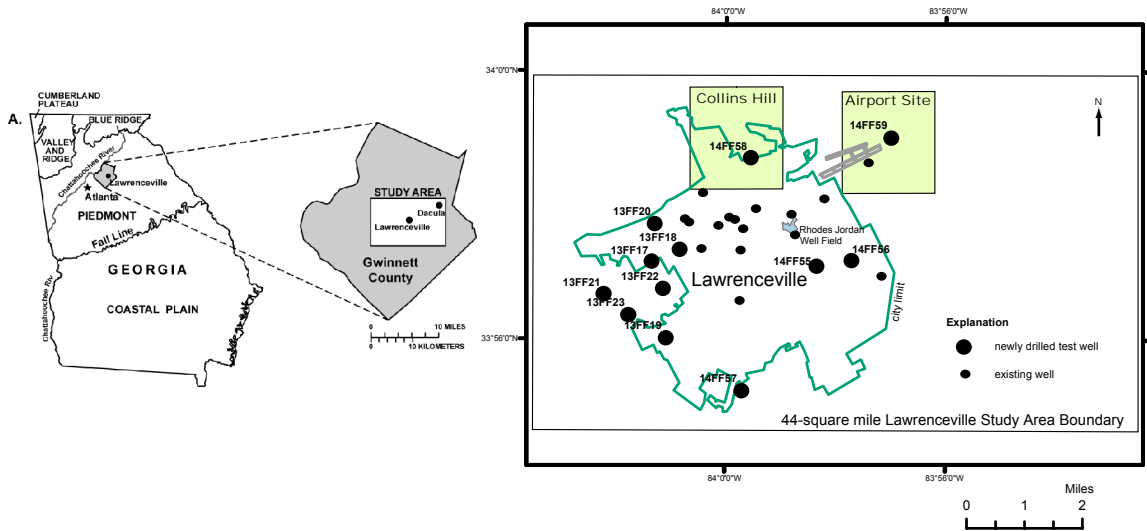 A.
CUMBERLAND
PLATEAU
BLUE RIDGE
VALLEY
AND
RIDGE
Chattahoochee River
Lawrenceville
Atlanta
PIEDMONT
Fall Line
GEORGIA
COASTAL PLAIN
Chattahoochee Riv
STUDY AREA
Dacula
Lawrenceville
Gwinnett
County
0 10 MILES
0 10 KILOMETERS
84°0'0"W
83°56'0"W
34°0'0"N
33°56'0"N
Collins Hill
Airport Site
N
14FF59
14FF58
13FF20
13FF18
13FF17
13FF22
13FF21
13FF23
13FF19
14FF57
14FF55
14FF56
Rhodes Jordan
Well Field
Lawrenceville
city limit
Explanation
newly drilled test well
existing well
44-square mile Lawrenceville Study Area Boundary
84°0'0"W
83°56'0"W
Miles
0 1 2